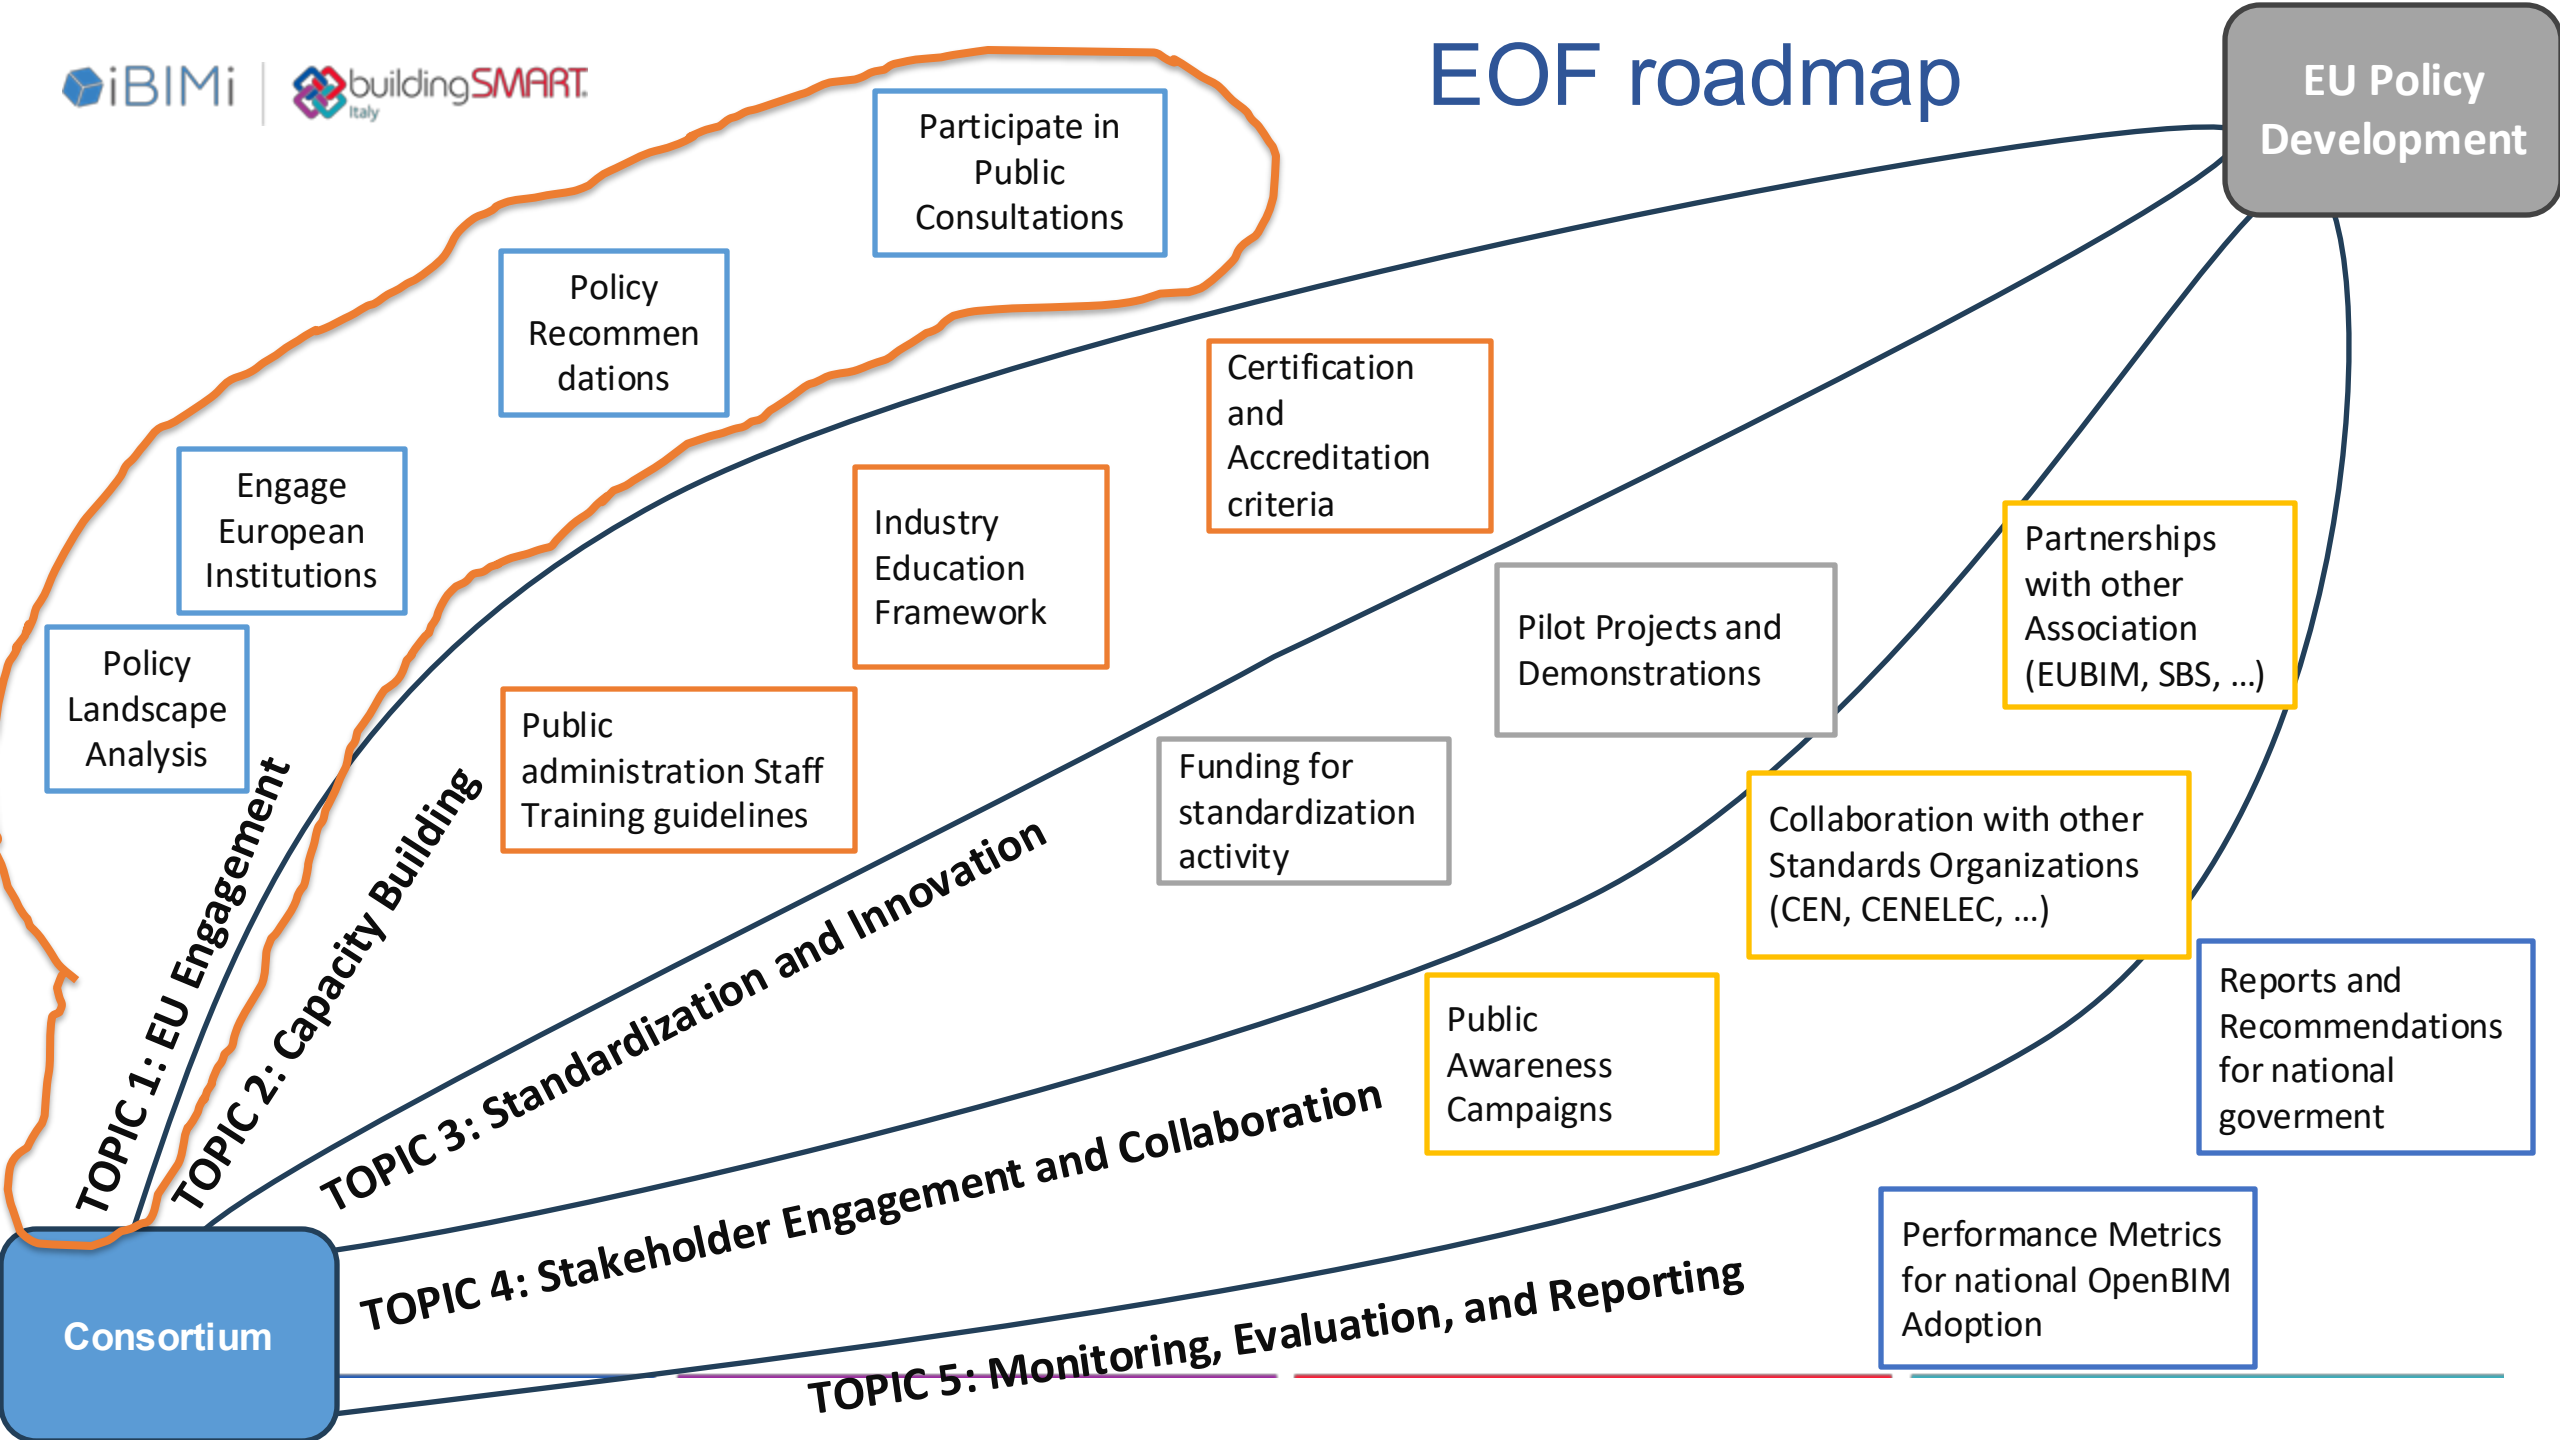 iBIMi
buildingSMART.
Italy
EOF roadmap
EU Policy
Development
Participate in
Public
Consultations
Policy
Recommen
dations
Engage
European
Institutions
Policy
Landscape
Analysis
TOPIC 1: EU Engagement
Certification
and
Accreditation
criteria
Industry
Education
Framework
Public
administration Staff
Training guidelines
TOPIC 2: Capacity Building
Pilot Projects and
Demonstrations
Funding for
standardization
activity
TOPIC 3: Standardization and Innovation
Partnerships
with other
Association
(EUBIM, SBS, ...)
Collaboration with other
Standards Organizations
(CEN, CENELEC, ...)
Public
Awareness
Campaigns
TOPIC 4: Stakeholder Engagement and Collaboration
Reports and
Recommendations
for national
goverment
Performance Metrics
for national OpenBIM
Adoption
TOPIC 5: Monitoring, Evaluation, and Reporting
Consortium